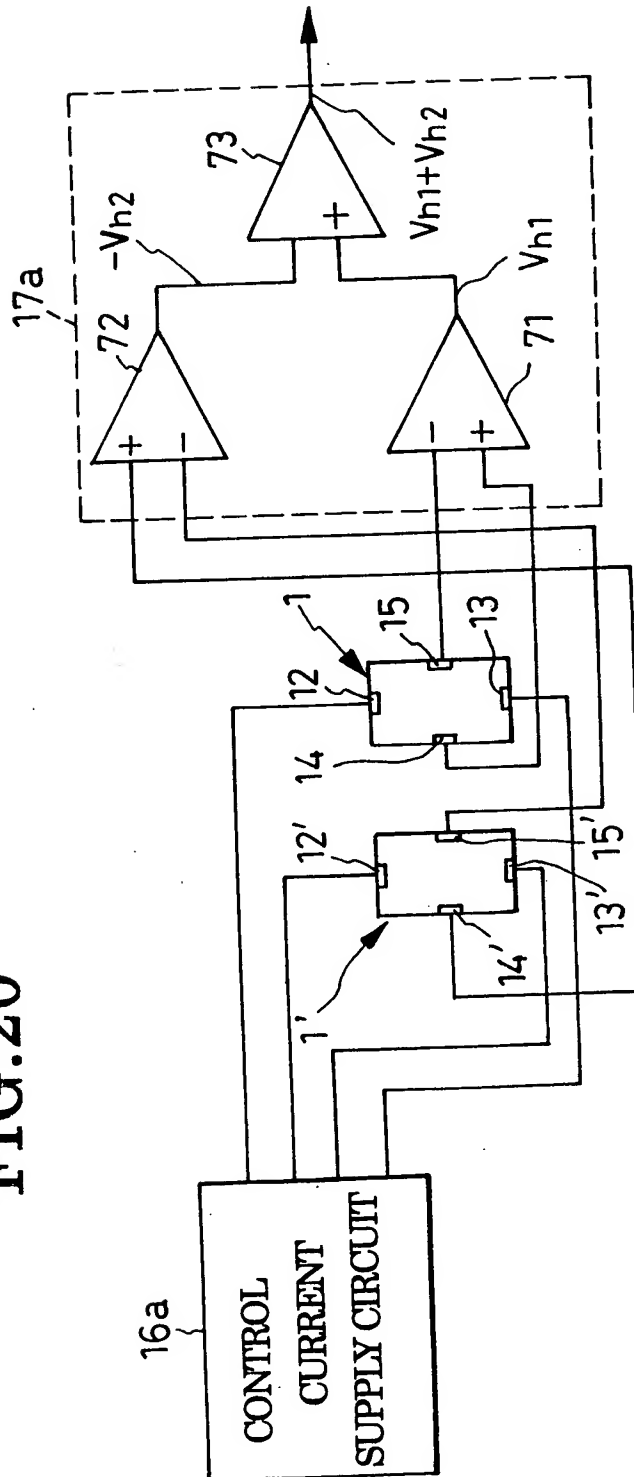 FIG.20
16a
CONTROL
CURRENT
SUPPLY CIRCUIT
1'
12'
14'
15'
13'
1
12
14
15
13
17a
72
+
−
-Vh2
73
+
Vh1+Vh2
−
+
71
Vh1